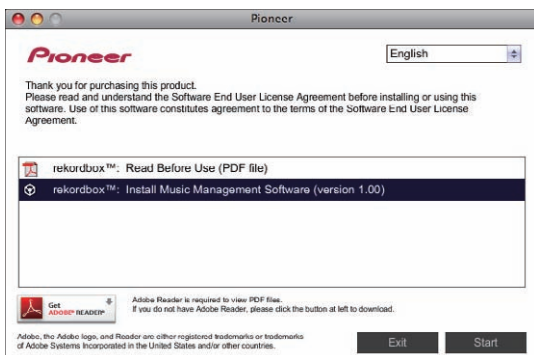 Pioneer
Pioneer
English
Thank you for purchasing this product.
Please read and understand the Software End User License Agreement before installing or using this
software. Use of this software constitutes agreement to the terms of the Software End User License
Agreement.
rekordbox™: Read Before Use (PDF file)
rekordbox™: Install Music Management Software (version 1.00)
Get
ADOBE® READER®
Adobe Reader is required to view PDF files.
If you do not have Adobe Reader, please click the button at left to download.
Adobe, the Adobe logo, and Reader are either registered trademarks or trademarks
of Adobe Systems Incorporated in the United States and/or other countries.
Exit
Start